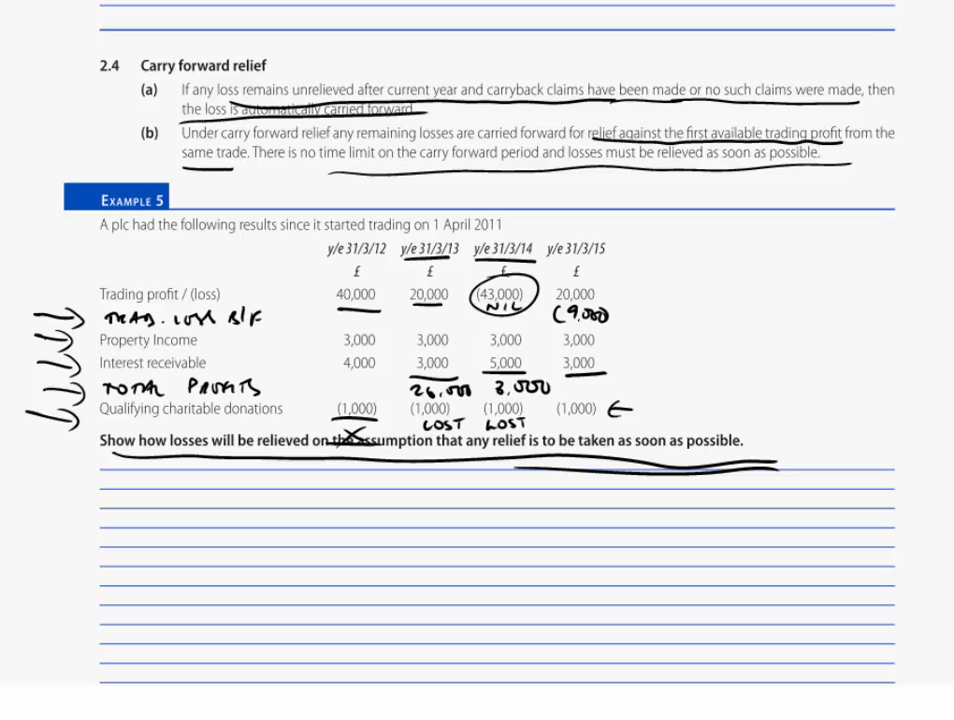 2.4 Carry forward relief
(a) If any loss remains unrelieved after current year and carryback claims have been made or no such claims were made, then
the loss is automatically carried forward.
(b) Under carry forward relief any remaining losses are carried forward for relief against the first available trading profit from the
same trade. There is no time limit on the carry forward period and losses must be relieved as soon as possible.
EXAMPLE 5
A plc had the following results since it started trading on 1 April 2011
y/e 31/3/12 y/e 31/3/13 y/e 31/3/14 y/e 31/3/15
£ £ £ £
Trading profit / (loss) 40,000 20,000 (43,000) 20,000
NIL
TRAD. LOSS B/F (9,000)
Property Income 3,000 3,000 3,000 3,000
Interest receivable 4,000 3,000 5,000 3,000
TOTAL PROFITS 26,000 8,000
Qualifying charitable donations (1,000) (1,000) (1,000) (1,000)
LOST LOST
Show how losses will be relieved on the assumption that any relief is to be taken as soon as possible.